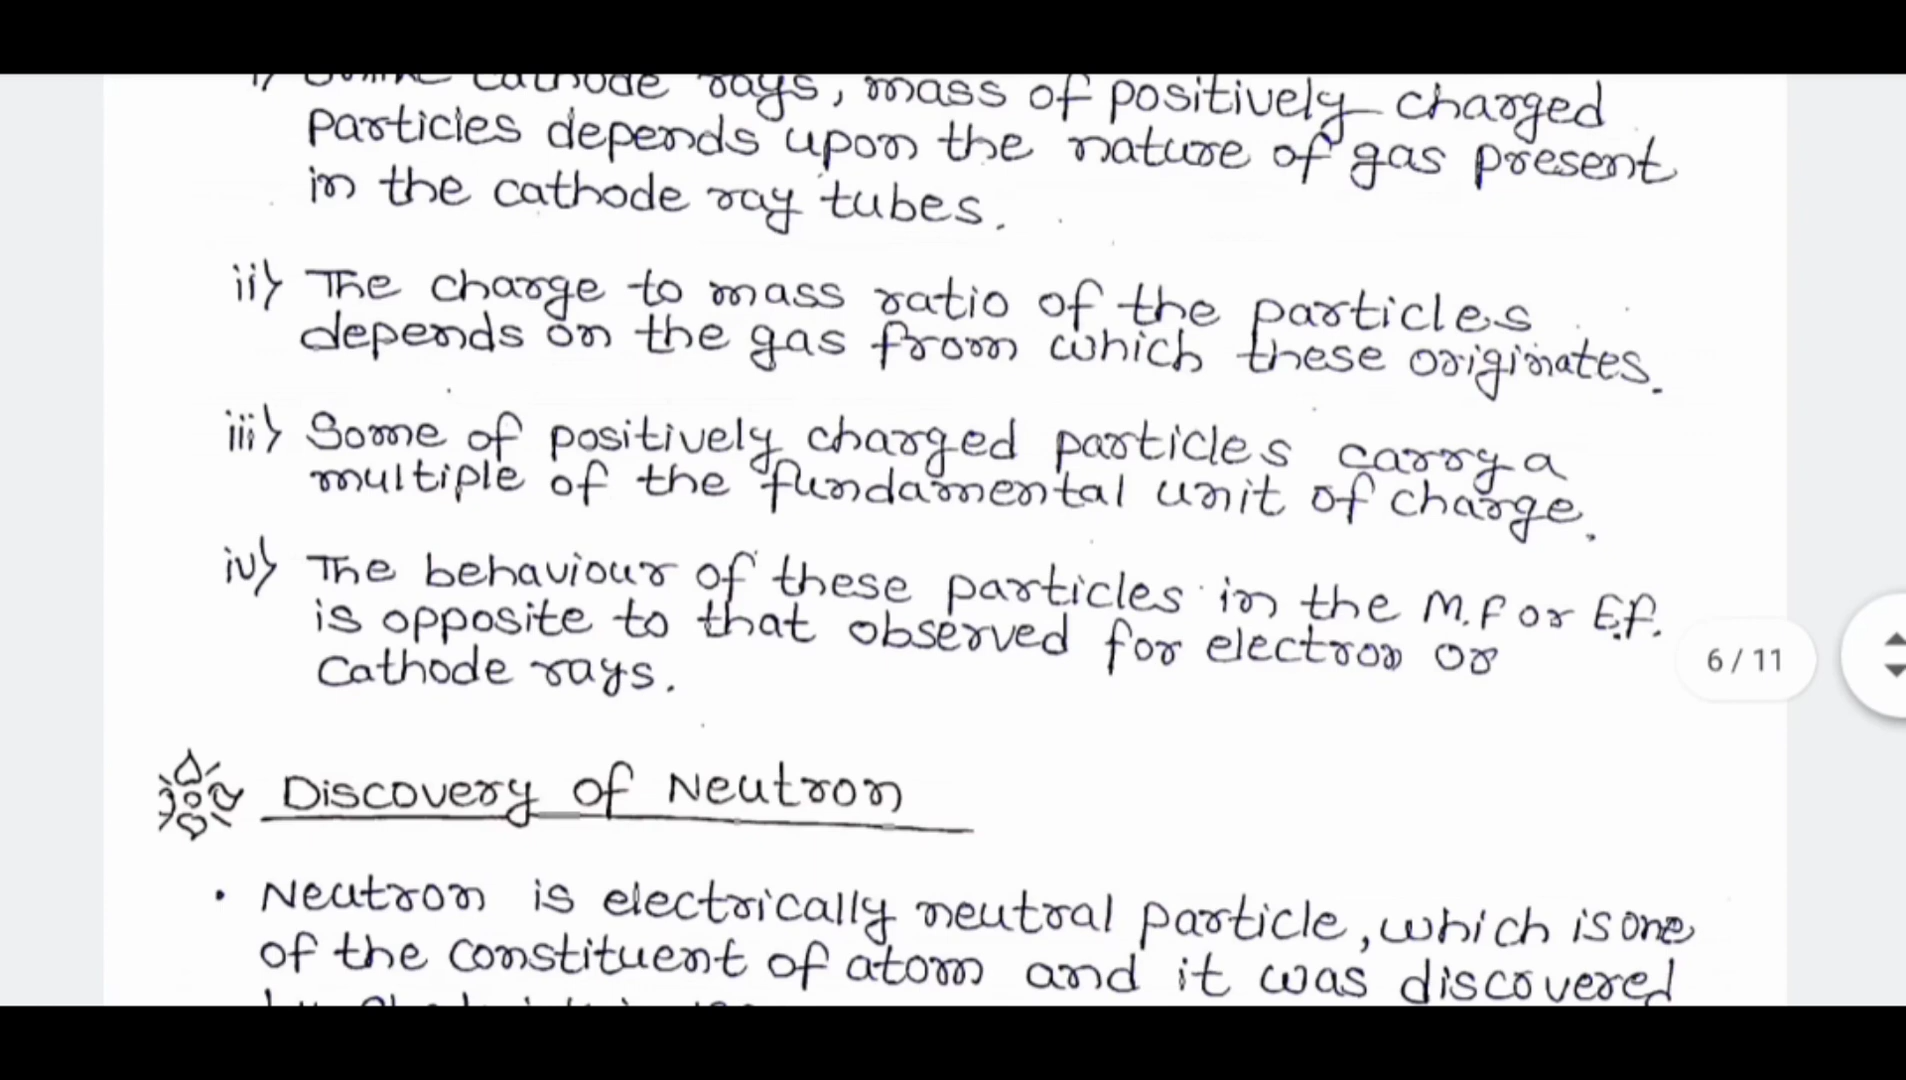 cathode rays, mass of positively charged
particles depends upon the nature of gas present
in the cathode ray tubes.
ii) The charge to mass ratio of the particles
depends on the gas from which these originates.
iii) Some of positively charged particles carry a
multiple of the fundamental unit of charge.
iv) The behaviour of these particles in the M.F or E.F.
is opposite to that observed for electron or
Cathode rays.
6 / 11
Discovery of Neutron
• Neutron is electrically neutral particle, which is one
of the constituent of atom and it was discovered